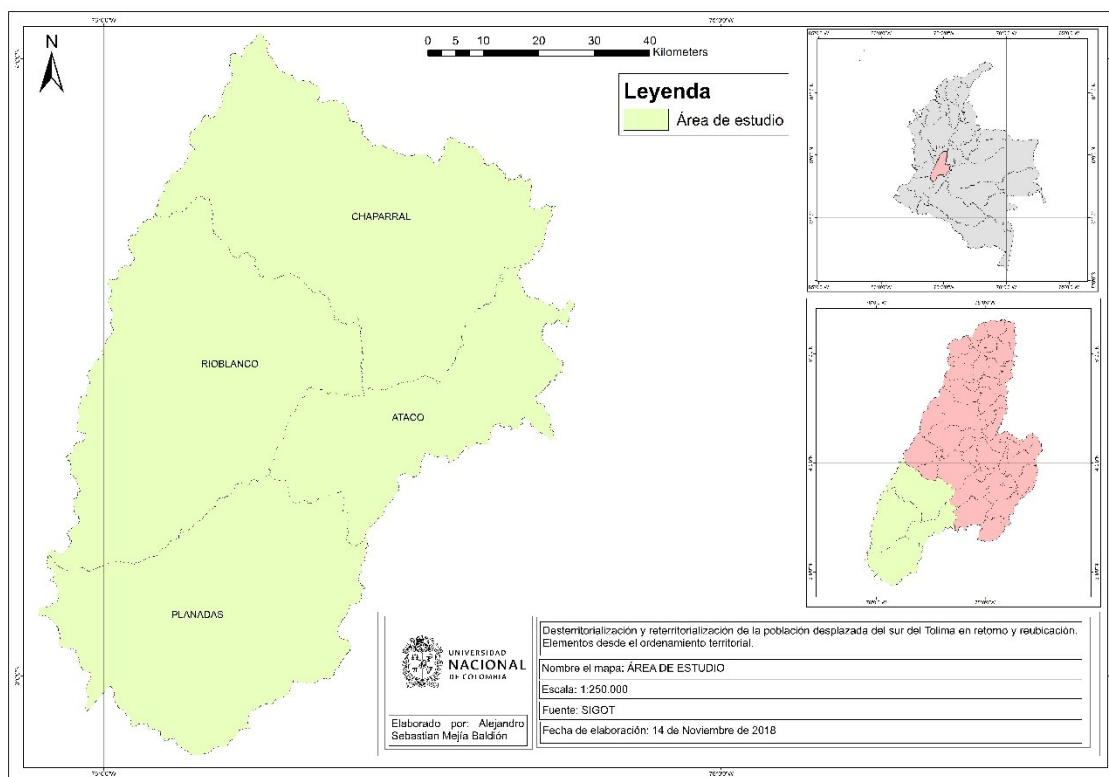 N
0 5 10 20 30 40
Kilometers
Leyenda
Área de estudio
CHAPARRAL
RIOBLANCO
ATACO
PLANADAS
UNIVERSIDAD
NACIONAL
DE COLOMBIA
Elaborado por: Alejandro
Sebastian Mejía Baldión
Desterritorialización y reterritorialización de la población desplazada del sur del Tolima en retorno y reubicación.
Elementos desde el ordenamiento territorial.
Nombre el mapa: ÁREA DE ESTUDIO
Escala: 1:250.000
Fuente: SIGOT
Fecha de elaboración: 14 de Noviembre de 2018